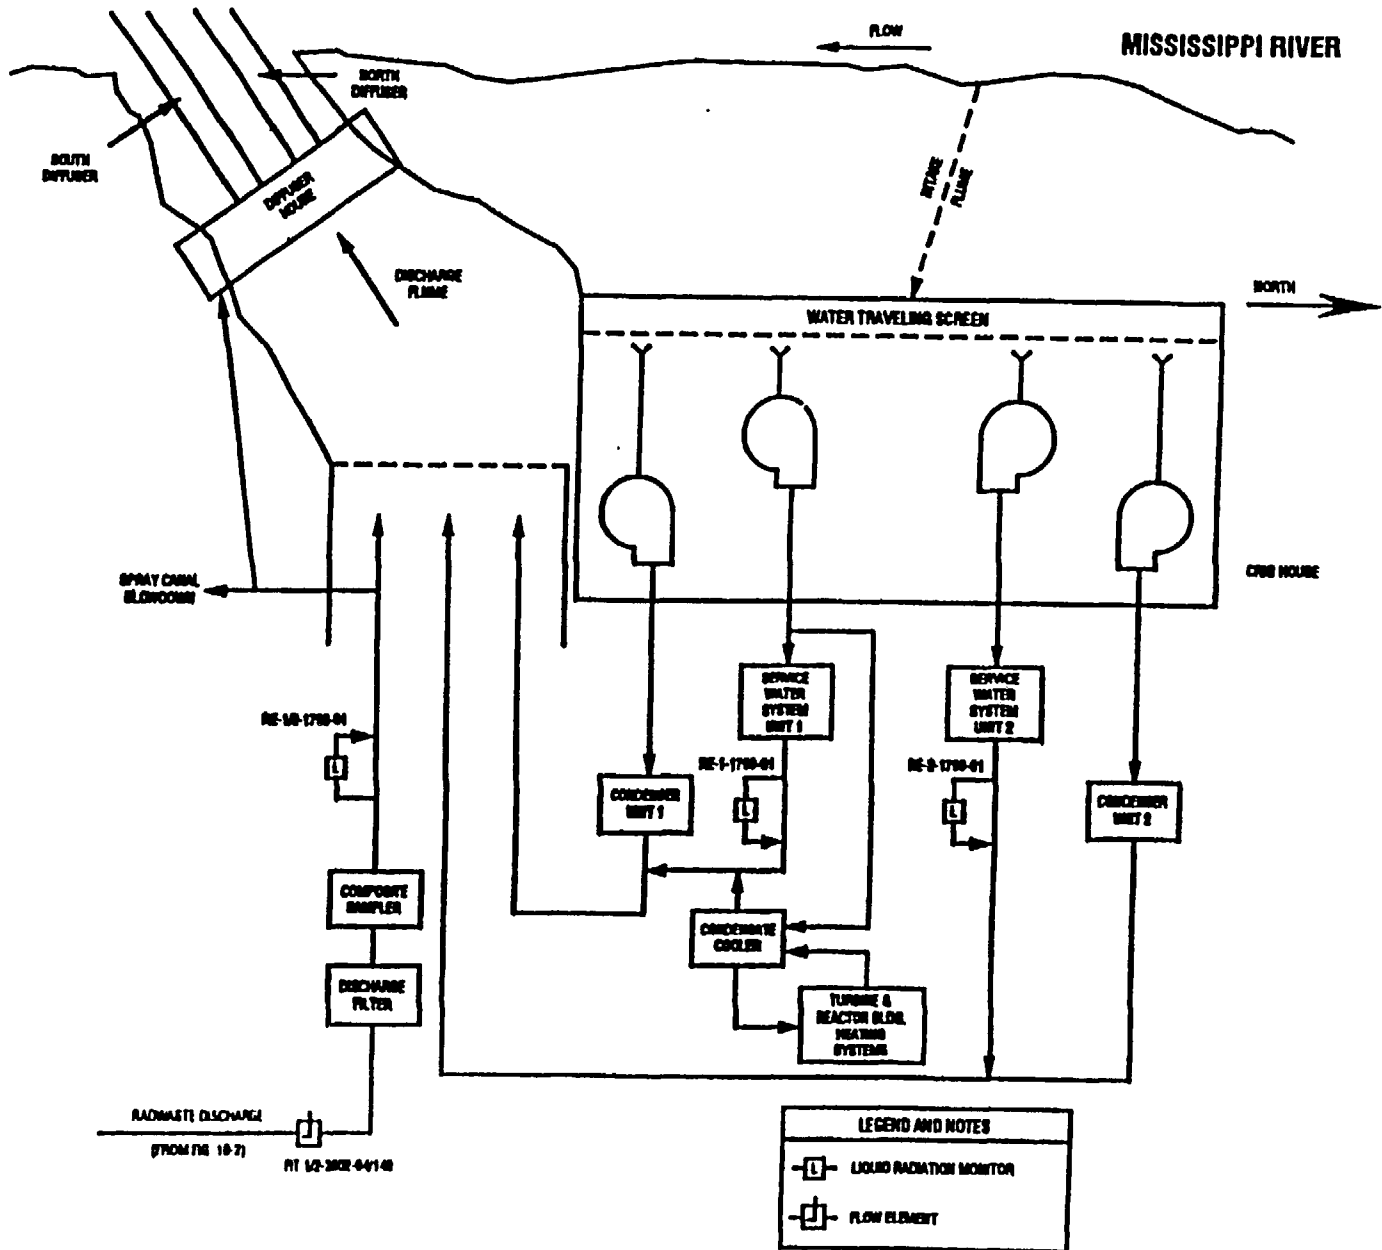 FLOW
MISSISSIPPI RIVER
NORTH
DIFFUSER
SOUTH
DIFFUSER
DIFFUSER
HOUSE
INTAKE
FLUME
DISCHARGE
FLUME
NORTH
WATER TRAVELING SCREEN
SPRAY CANAL
BLOWDOWN
CRIB HOUSE
SERVICE
WATER
SYSTEM
UNIT 1
SERVICE
WATER
SYSTEM
UNIT 2
L
L
L
CONDENSER
UNIT 1
CONDENSER
UNIT 2
COMPOSITE
SAMPLER
CONDENSATE
COOLER
DISCHARGE
FILTER
TURBINE &
REACTOR BLDG.
HEATING
SYSTEMS
RADWASTE DISCHARGE
(FROM FIG.
LEGEND AND NOTES
L LIQUID RADIATION MONITOR
FLOW ELEMENT